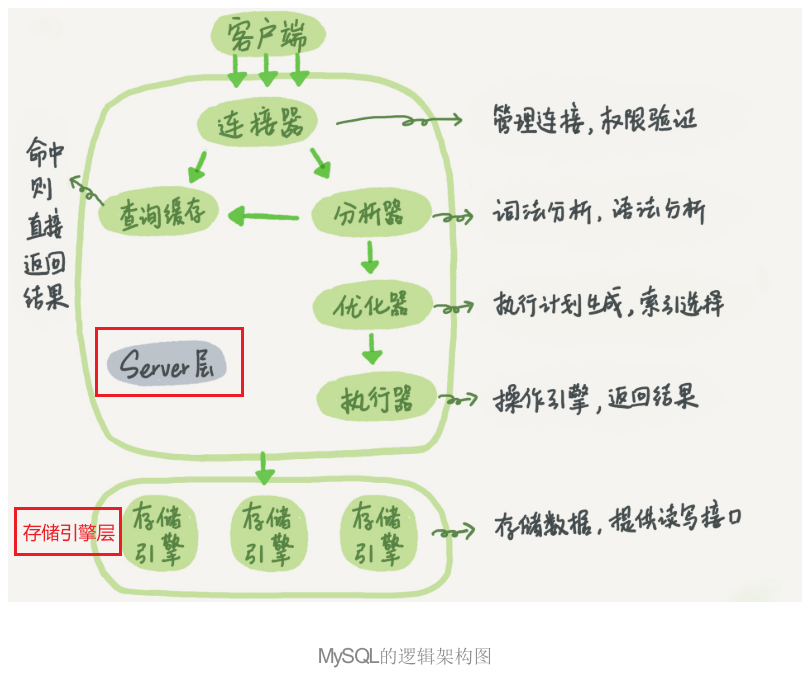 客户端
连接器
管理连接，权限验证
命中
则
直接
返回
结果
查询缓存
分析器
词法分析，语法分析
优化器
执行计划生成，索引选择
Server层
执行器
操作引擎，返回结果
存储引擎层
存储
引擎
存储
引擎
存储
引擎
存储数据，提供读写接口
MySQL的逻辑架构图